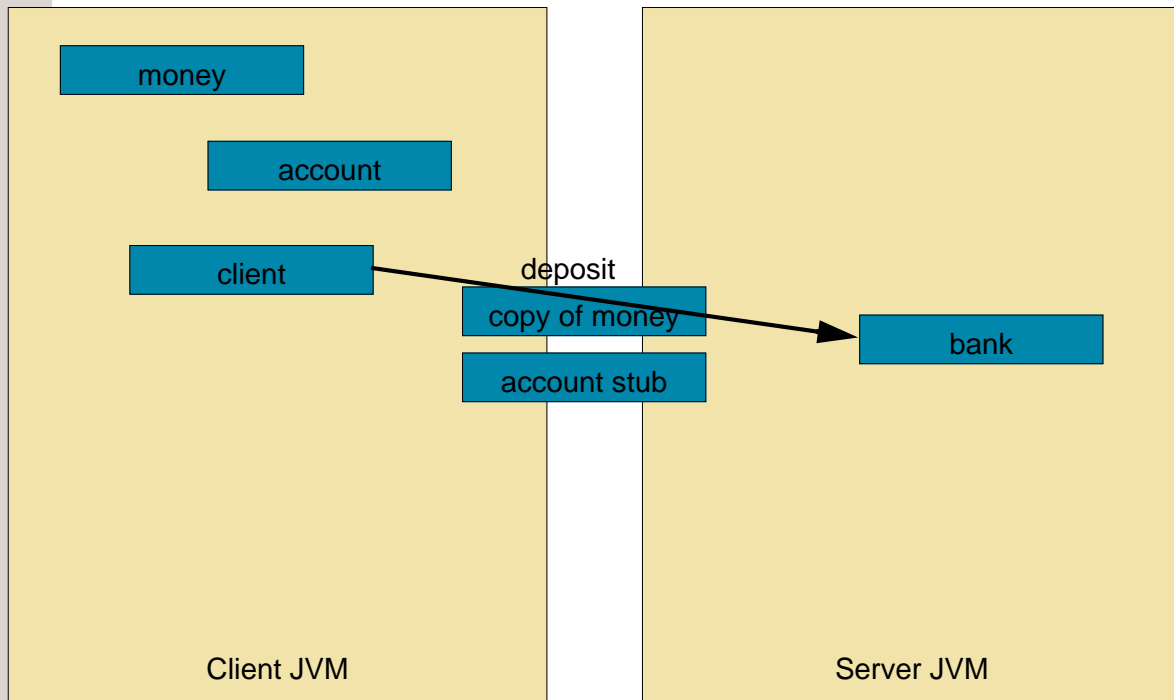 money
account
client
deposit
copy of money
account stub
bank
Client JVM
Server JVM